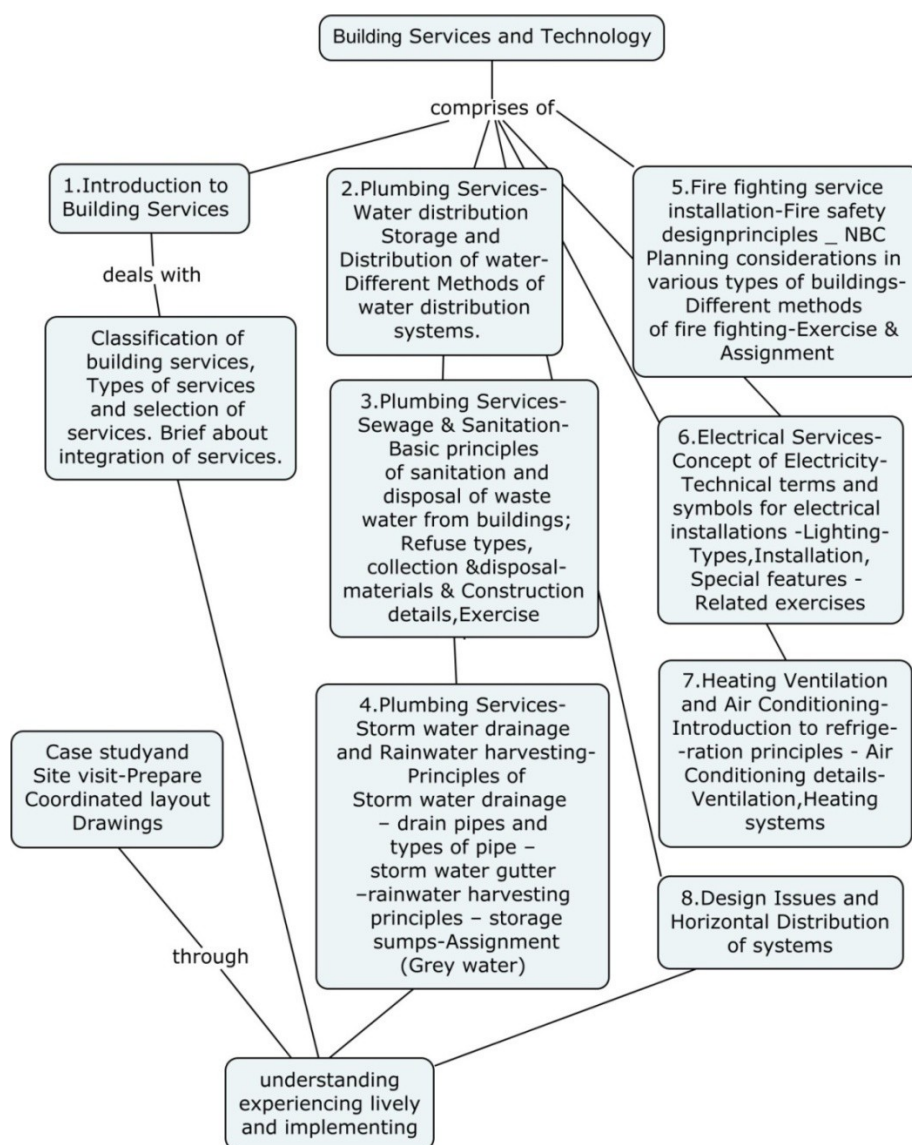 Building Services and Technology
comprises of
1.Introduction to
Building Services
deals with
Classification of
building services,
Types of services
and selection of
services. Brief about
integration of services.
2.Plumbing Services-
Water distribution
Storage and
Distribution of water-
Different Methods of
water distribution
systems.
3.Plumbing Services-
Sewage & Sanitation-
Basic principles
of sanitation and
disposal of waste
water from buildings;
Refuse types,
collection &disposal-
materials & Construction
details,Exercise
4.Plumbing Services-
Storm water drainage
and Rainwater harvesting-
Principles of
Storm water drainage
– drain pipes and
types of pipe –
storm water gutter
–rainwater harvesting
principles – storage
sumps-Assignment
(Grey water)
5.Fire fighting service
installation-Fire safety
designprinciples _ NBC
Planning considerations in
various types of buildings-
Different methods
of fire fighting-Exercise &
Assignment
6.Electrical Services-
Concept of Electricity-
Technical terms and
symbols for electrical
installations -Lighting-
Types,Installation,
Special features -
Related exercises
7.Heating Ventilation
and Air Conditioning-
Introduction to refrige-
-ration principles - Air
Conditioning details-
Ventilation,Heating
systems
8.Design Issues and
Horizontal Distribution
of systems
Case studyand
Site visit-Prepare
Coordinated layout
Drawings
through
understanding
experiencing lively
and implementing